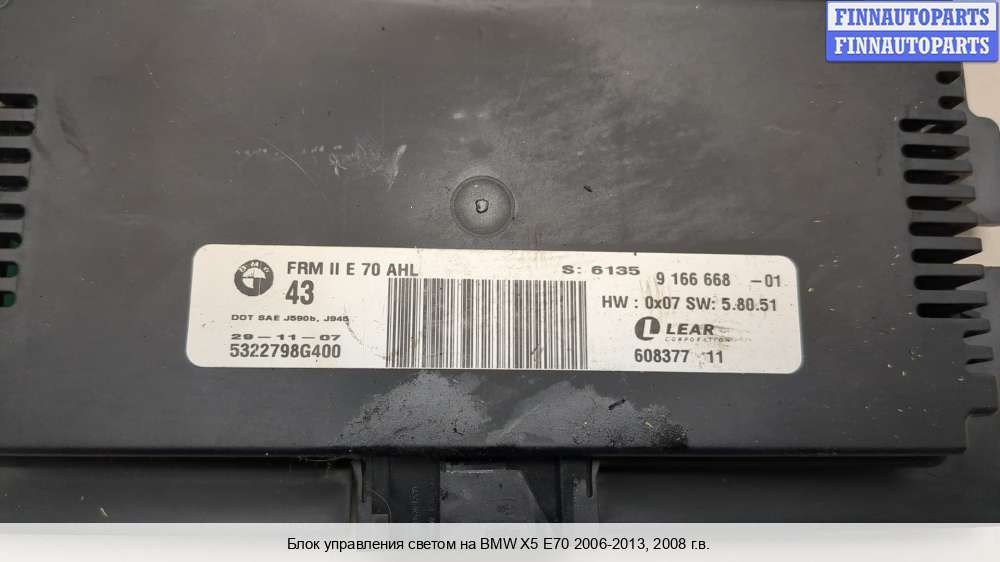 FINNAUTOPARTS
FINNAUTOPARTS
BMW
FRM II E 70 AHL
S: 6135
9 166 668 -01
43
HW : 0x07 SW: 5.80.51
DOT SAE J590b, J945
LEAR
CORPORATION
29-11-07
5322798G400
608377 11
Блок управления светом на BMW X5 E70 2006-2013, 2008 г.в.